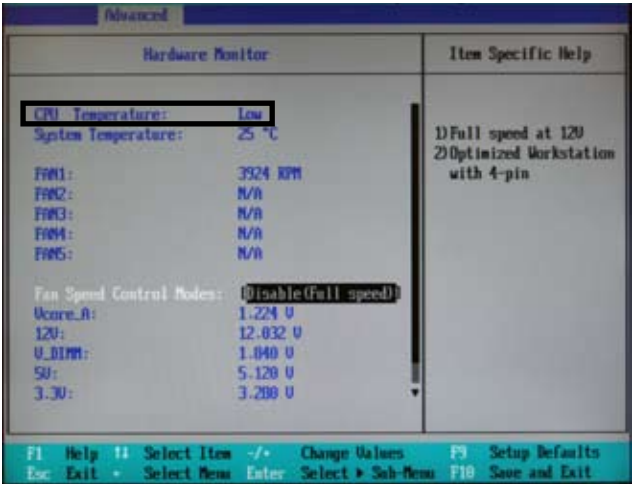 Advanced
Hardware Monitor
Item Specific Help
CPU Temperature: Low
System Temperature: 25 °C
FAN1: 3924 RPM
FAN2: N/A
FAN3: N/A
FAN4: N/A
FAN5: N/A
Fan Speed Control Modes: [Disable(Full speed)]
Vcore_A: 1.224 V
12V: 12.032 V
V_DIMM: 1.840 V
5V: 5.120 V
3.3V: 3.280 V
1)Full speed at 12V
2)Optimized Workstation
with 4-pin
F1 Help ↑↓ Select Item -/+ Change Values F9 Setup Defaults
Esc Exit Select Menu Enter Select ▶ Sub-Menu F10 Save and Exit